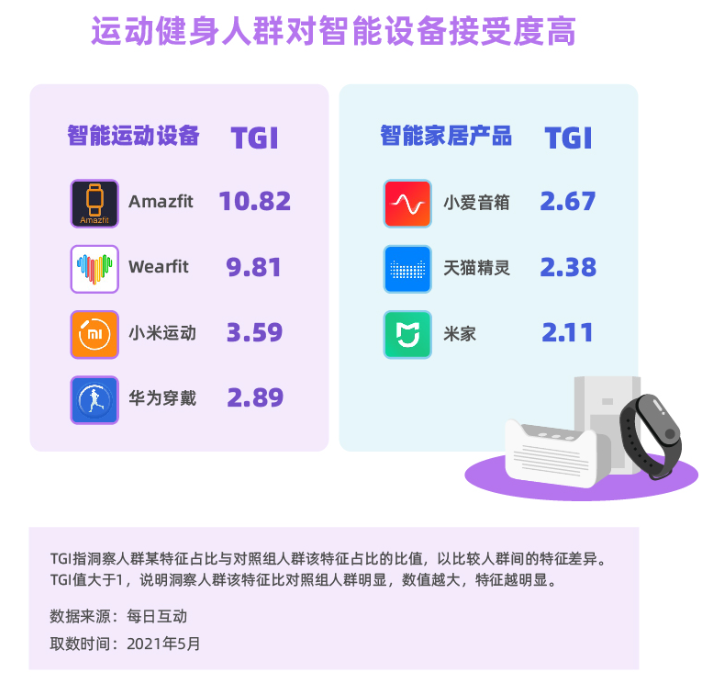 运动健身人群对智能设备接受度高
智能运动设备 TGI
Amazfit
Amazfit 10.82
Wearfit 9.81
mi
小米运动 3.59
华为穿戴 2.89
智能家居产品 TGI
小爱音箱 2.67
天猫精灵 2.38
米家 2.11
TGI指洞察人群某特征占比与对照组人群该特征占比的比值，以比较人群间的特征差异。
TGI值大于1，说明洞察人群该特征比对照组人群明显，数值越大，特征越明显。
数据来源：每日互动
取数时间：2021年5月